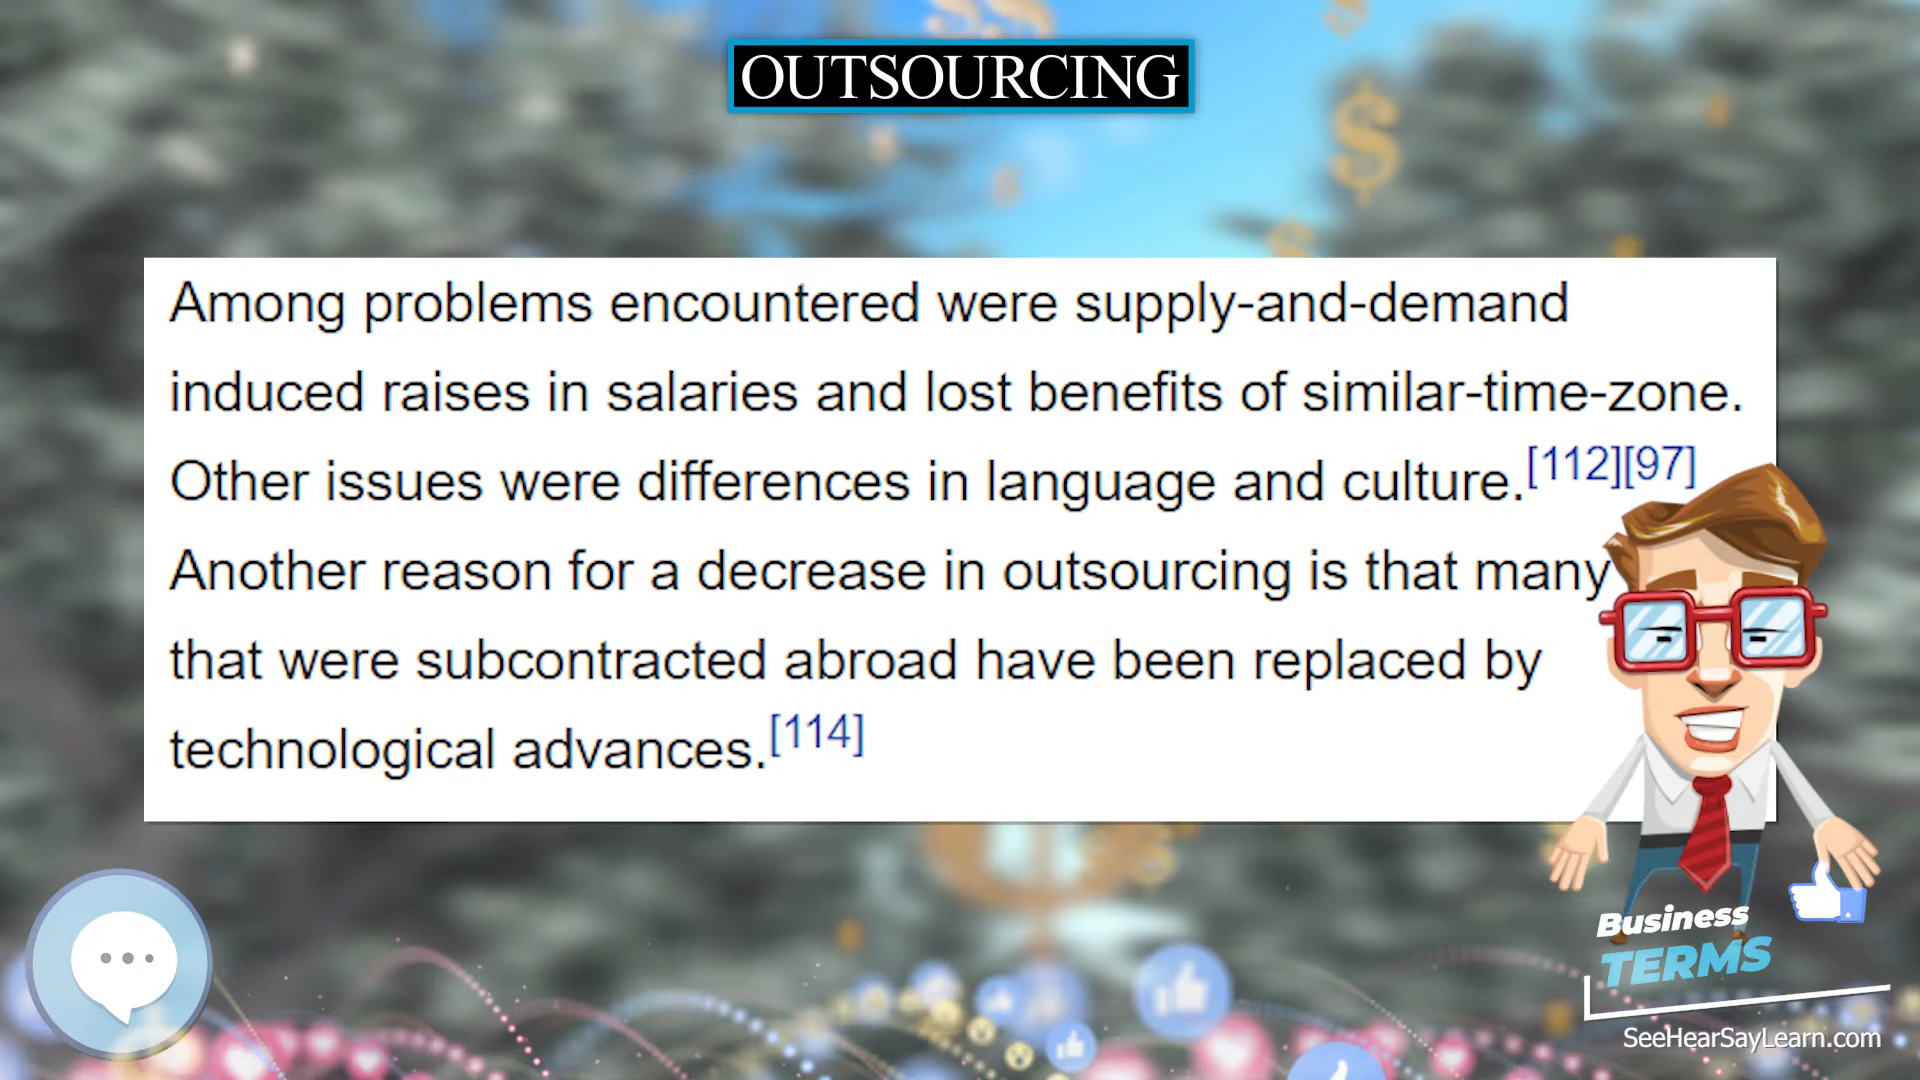 OUTSOURCING
Among problems encountered were supply-and-demand
induced raises in salaries and lost benefits of similar-time-zone.
Other issues were differences in language and culture.[112][97]
Another reason for a decrease in outsourcing is that many
that were subcontracted abroad have been replaced by
technological advances.[114]
Business
TERMS
SeeHearSayLearn.com